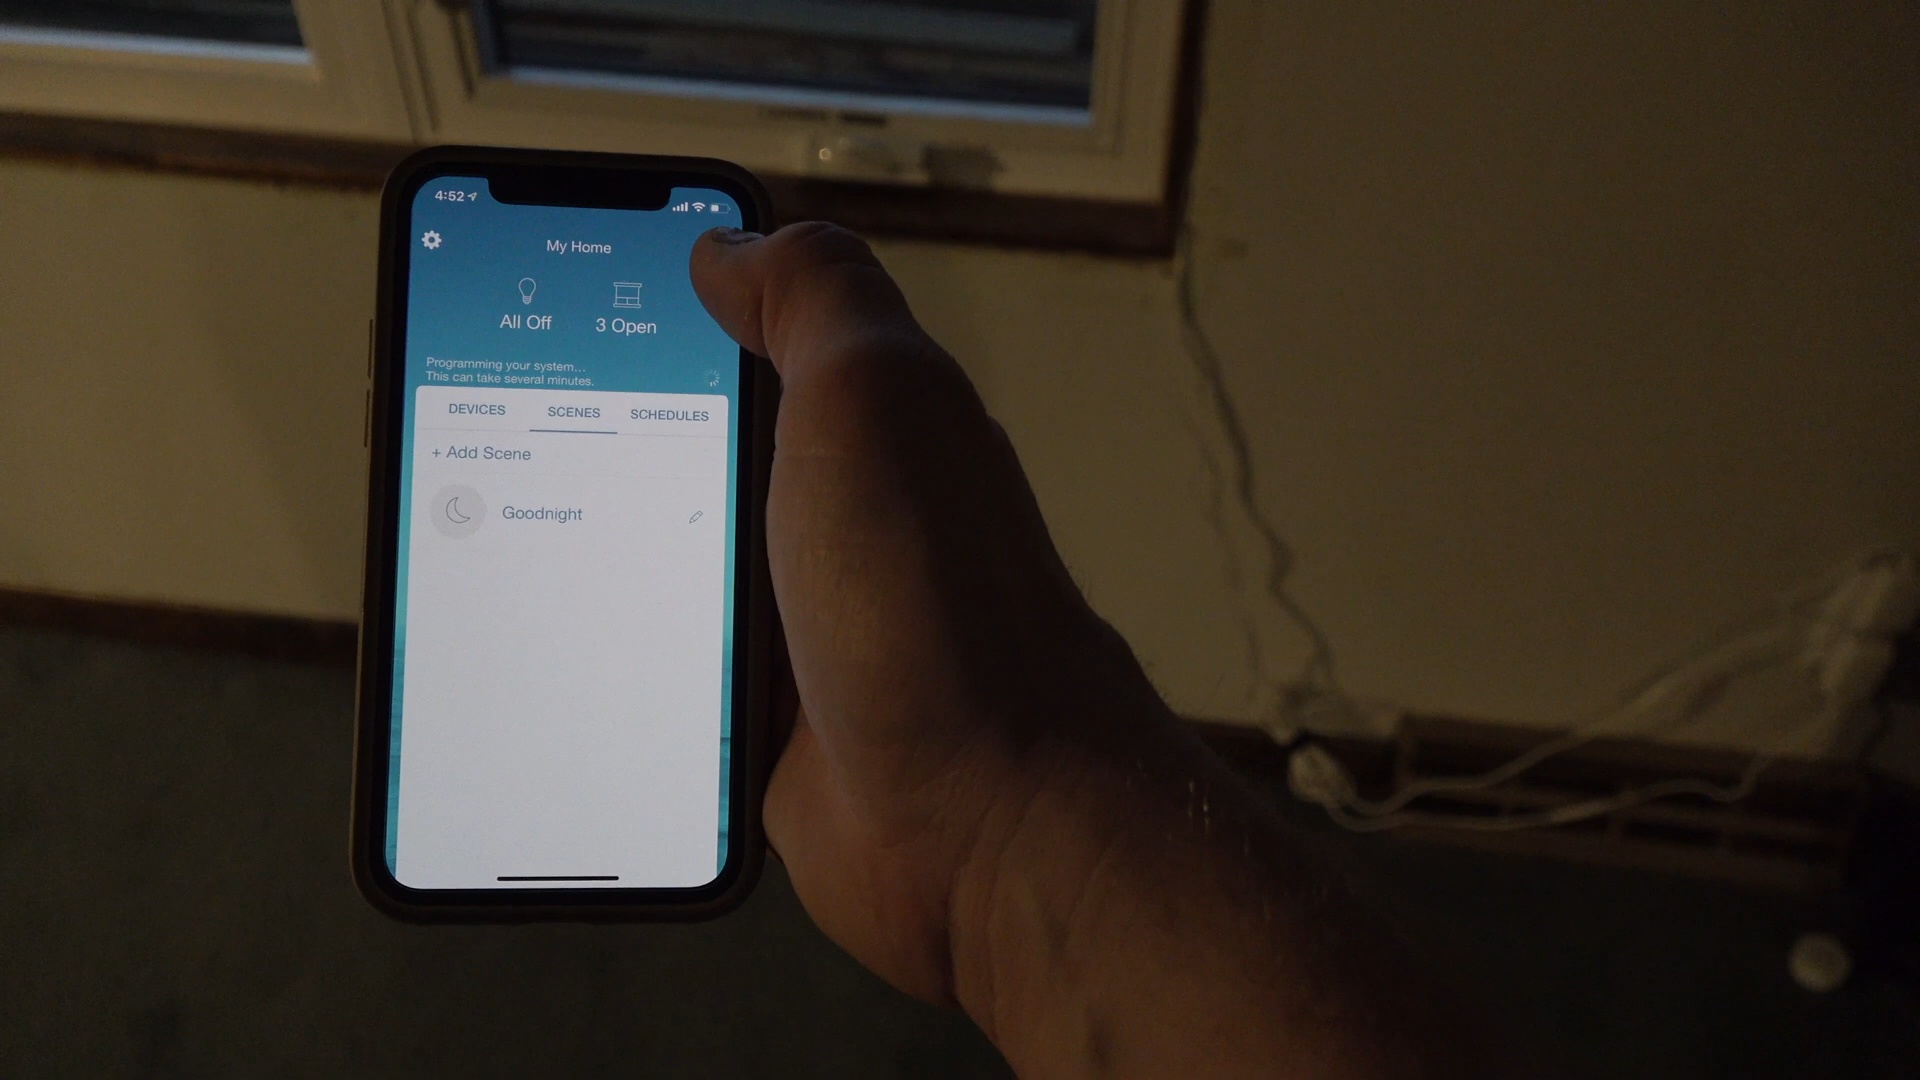 4:52
My Home
All Off
3 Open
Programming your system...
This can take several minutes.
DEVICES SCENES SCHEDULES
+ Add Scene
Goodnight